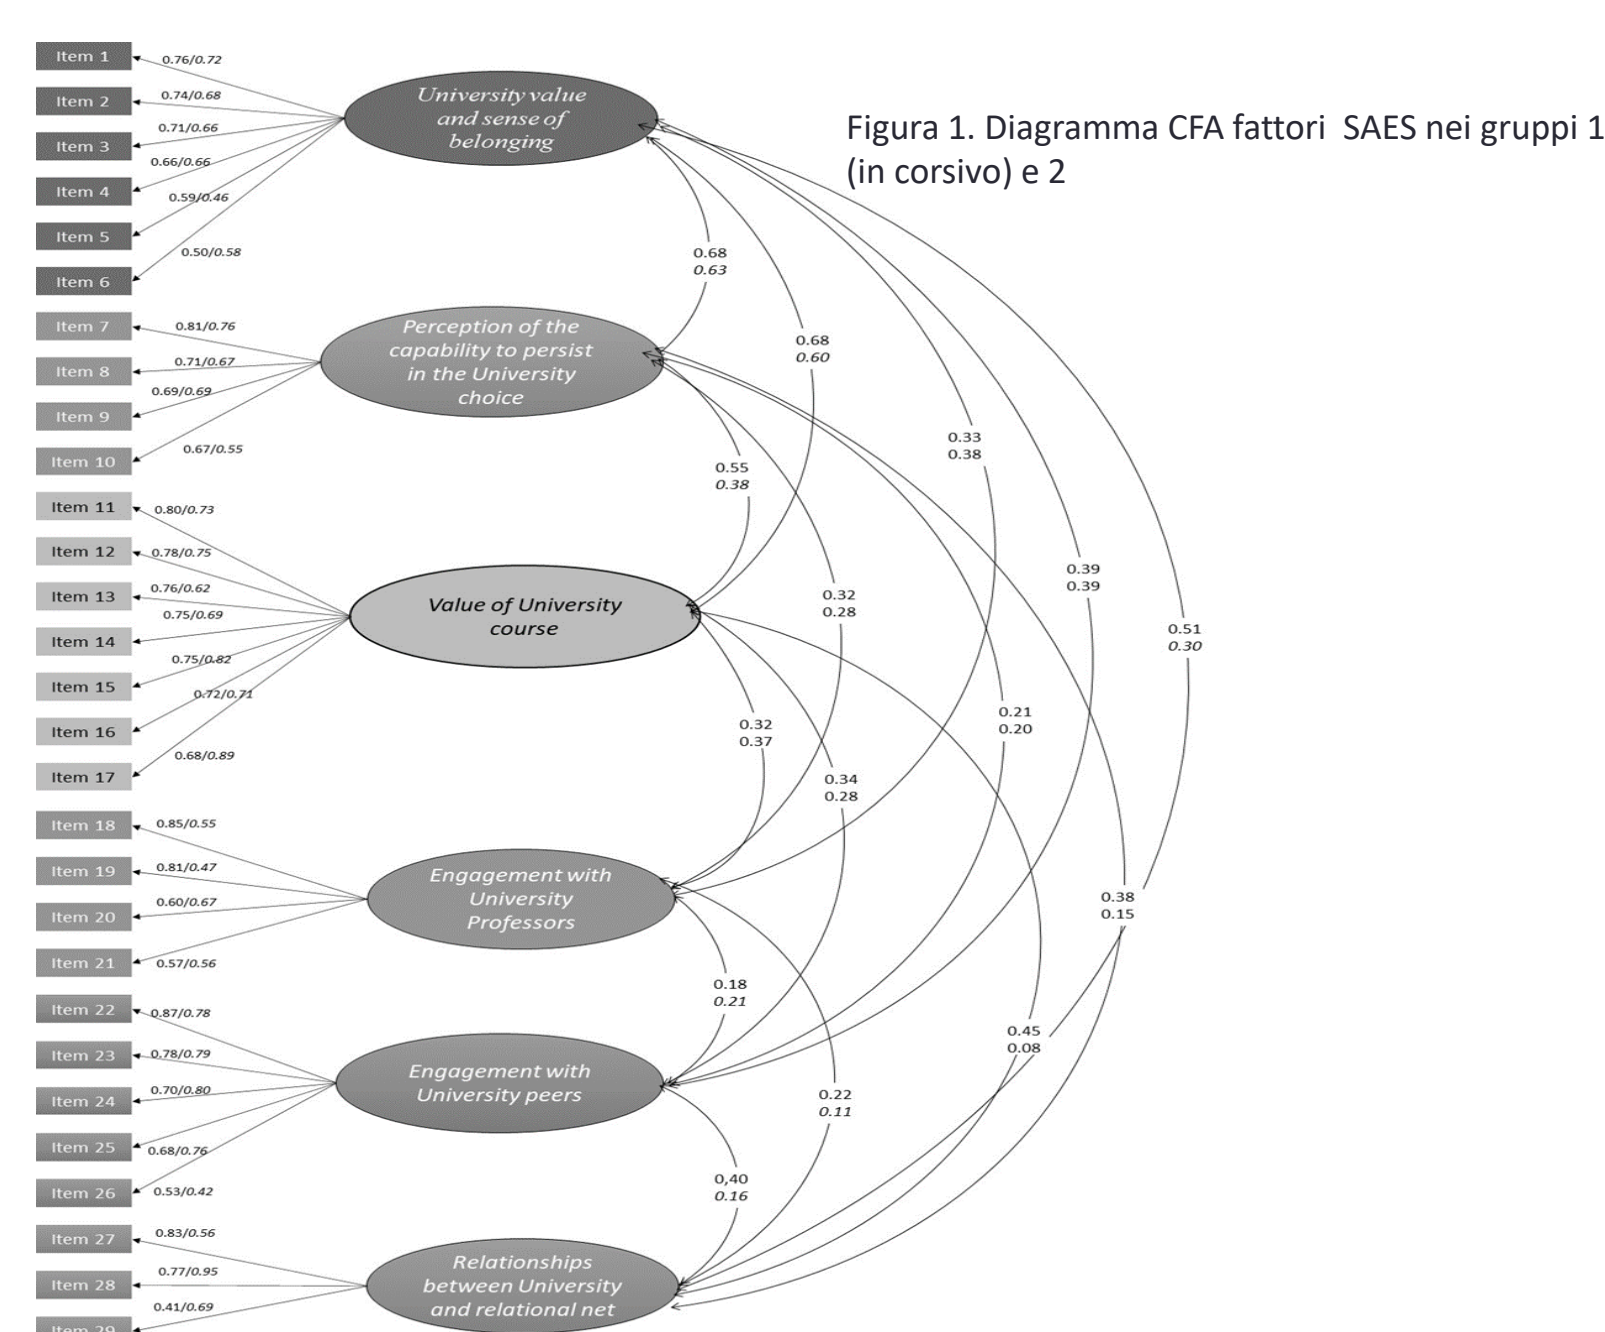 Figura 1. Diagramma CFA fattori SAES nei gruppi 1
(in corsivo) e 2
Item 1
0.76/0.72
Item 2
0.74/0.68
Item 3
0.71/0.66
Item 4
0.66/0.66
Item 5
0.59/0.46
Item 6
0.50/0.58
University value
and sense of
belonging
Item 7
0.81/0.76
Item 8
0.71/0.67
Item 9
0.69/0.69
Item 10
0.67/0.55
Perception of the
capability to persist
in the University
choice
Item 11
0.80/0.73
Item 12
0.78/0.75
Item 13
0.76/0.62
Item 14
0.75/0.69
Item 15
0.75/0.82
Item 16
0.72/0.71
Item 17
0.68/0.89
Value of University
course
Item 18
0.85/0.55
Item 19
0.81/0.47
Item 20
0.60/0.67
Item 21
0.57/0.56
Engagement with
University
Professors
Item 22
0.87/0.78
Item 23
0.78/0.79
Item 24
0.70/0.80
Item 25
0.68/0.76
Item 26
0.53/0.42
Engagement with
University peers
Item 27
0.83/0.56
Item 28
0.77/0.95
Item 29
0.41/0.69
Relationships
between University
and relational net
0.68
0.63
0.68
0.60
0.33
0.38
0.55
0.38
0.39
0.39
0.32
0.28
0.51
0.30
0.21
0.20
0.32
0.37
0.34
0.28
0.38
0.15
0.18
0.21
0.45
0.08
0.22
0.11
0,40
0.16